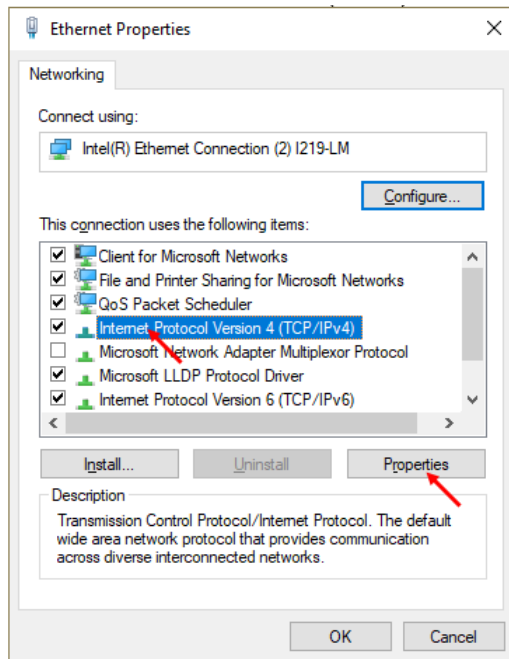 Ethernet Properties
Networking
Connect using:
Intel(R) Ethernet Connection (2) I219-LM
Configure...
This connection uses the following items:
Client for Microsoft Networks
File and Printer Sharing for Microsoft Networks
QoS Packet Scheduler
Internet Protocol Version 4 (TCP/IPv4)
Microsoft Network Adapter Multiplexor Protocol
Microsoft LLDP Protocol Driver
Internet Protocol Version 6 (TCP/IPv6)
Install...
Uninstall
Properties
Description
Transmission Control Protocol/Internet Protocol. The default
wide area network protocol that provides communication
across diverse interconnected networks.
OK
Cancel